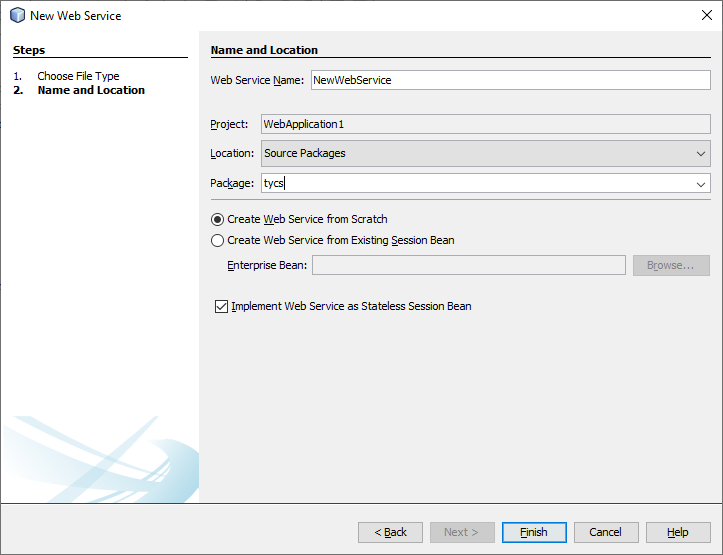 New Web Service
Steps
1. Choose File Type
2. Name and Location
Name and Location
Web Service Name: NewWebService
Project: WebApplication1
Location: Source Packages
Package: tycs
Create Web Service from Scratch
Create Web Service from Existing Session Bean
Enterprise Bean:
Browse...
Implement Web Service as Stateless Session Bean
< Back
Next >
Finish
Cancel
Help